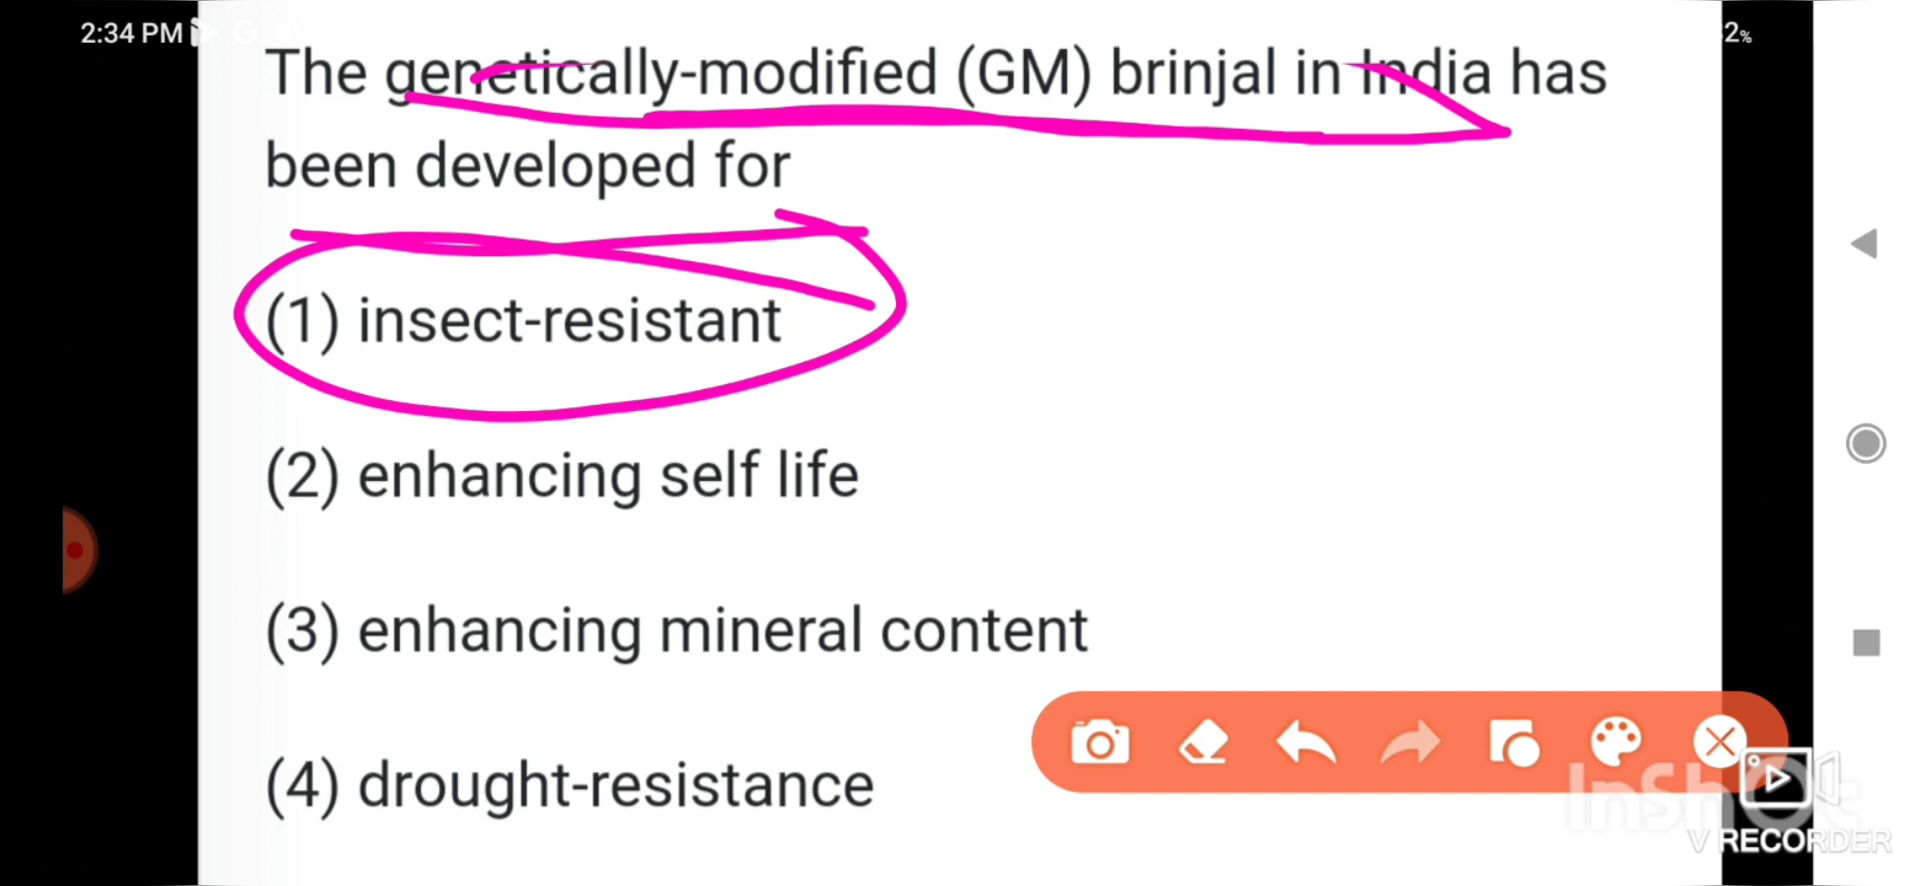 2:34 PM
2%
The genetically-modified (GM) brinjal in India has
been developed for
(1) insect-resistant
(2) enhancing self life
(3) enhancing mineral content
(4) drought-resistance
InShot
V RECORDER